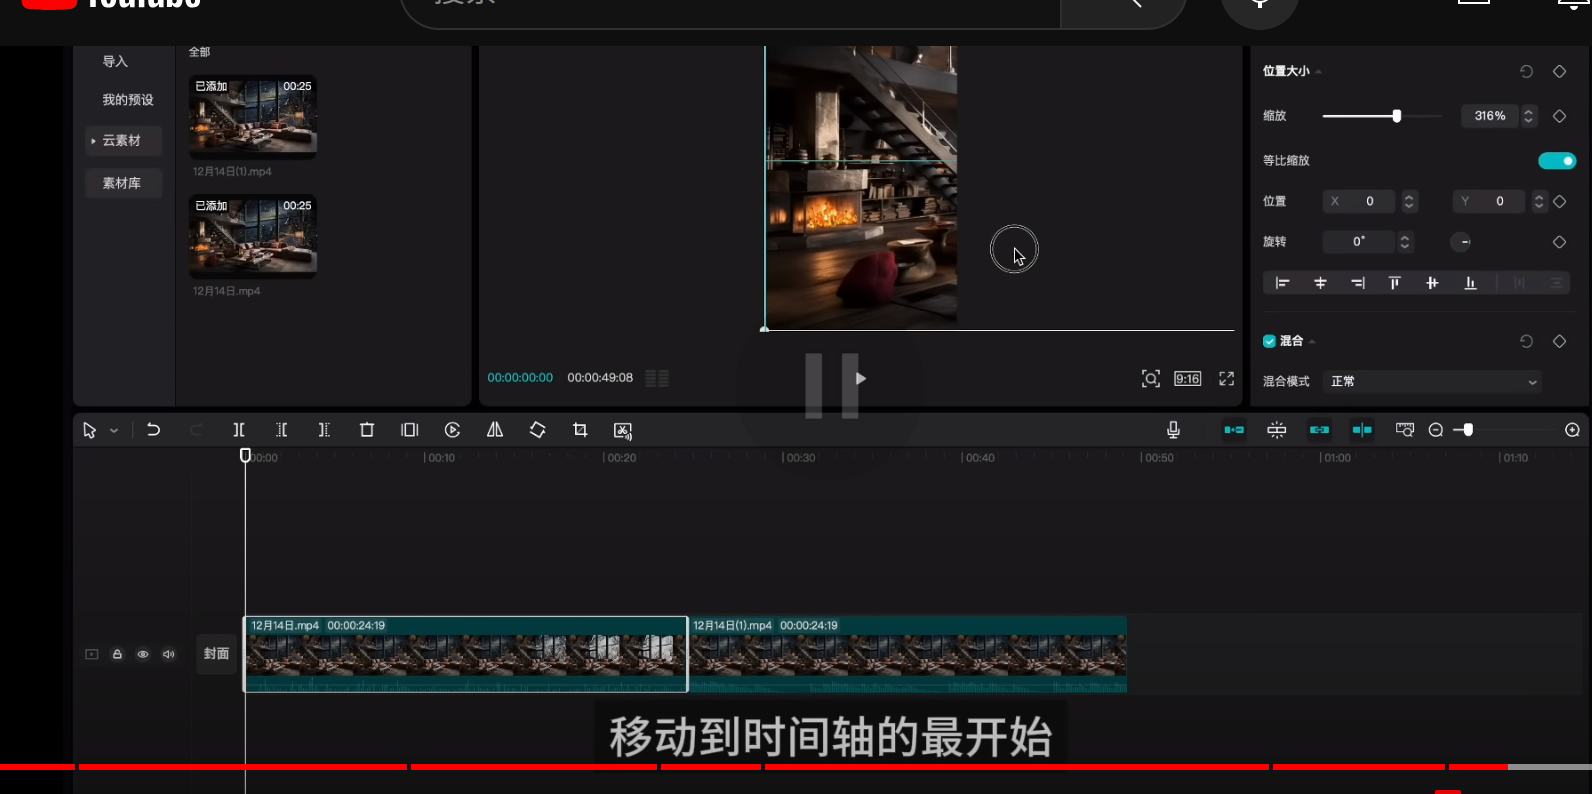 YouTube
搜索
导入
我的预设
云素材
素材库
全部
已添加 00:25
12月14日(1).mp4
已添加 00:25
12月14日.mp4
00:00:00:00 00:00:49:08
9:16
位置大小
缩放 316%
等比缩放
位置 X 0 Y 0
旋转 0°
混合
混合模式 正常
00:00 00:10 00:20 00:30 00:40 00:50 01:00 01:10
封面
12月14日.mp4 00:00:24:19
12月14日(1).mp4 00:00:24:19
移动到时间轴的最开始